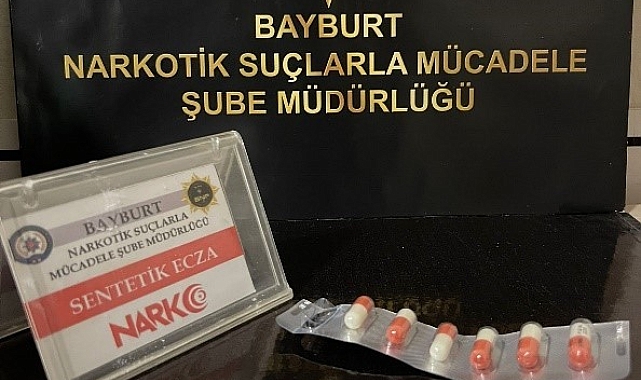 BAYBURT
NARKOTİK SUÇLARLA MÜCADELE
ŞUBE MÜDÜRLÜĞÜ
BAYBURT
NARKOTİK SUÇLARLA
MÜCADELE ŞUBE MÜDÜRLÜĞÜ
SENTETİK ECZA
NARKO